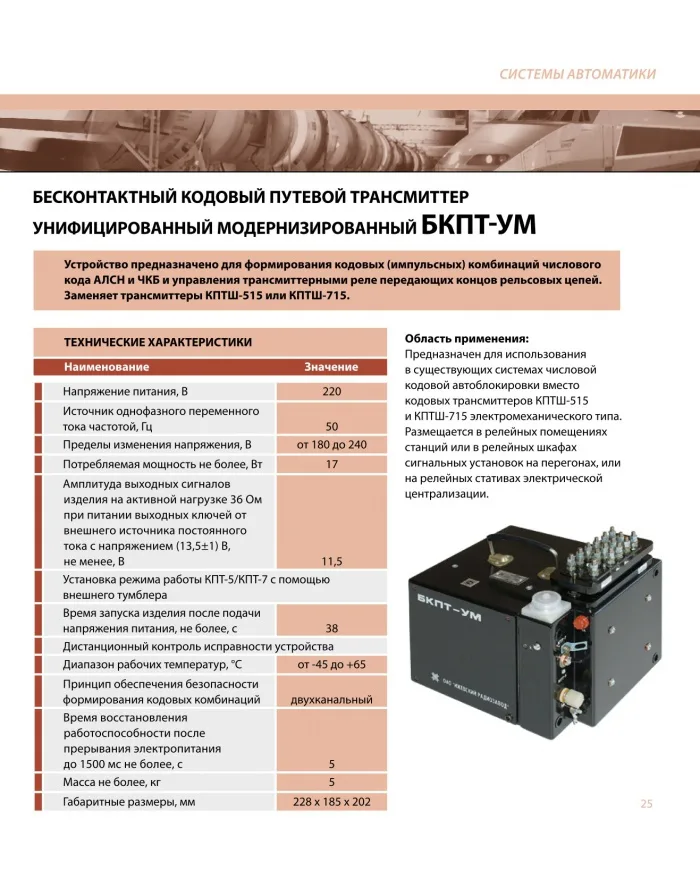 СИСТЕМЫ АВТОМАТИКИ
БЕСКОНТАКТНЫЙ КОДОВЫЙ ПУТЕВОЙ ТРАНСМИТТЕР
УНИФИЦИРОВАННЫЙ МОДЕРНИЗИРОВАННЫЙ БКПТ-УМ
Устройство предназначено для формирования кодовых (импульсных) комбинаций числового
кода АЛСН и ЧКБ и управления трансмиттерными реле передающих концов рельсовых цепей.
Заменяет трансмиттеры КПТШ-515 или КПТШ-715.
ТЕХНИЧЕСКИЕ ХАРАКТЕРИСТИКИ
Наименование Значение
Напряжение питания, В 220
Источник однофазного переменного
тока частотой, Гц 50
Пределы изменения напряжения, В от 180 до 240
Потребляемая мощность не более, Вт 17
Амплитуда выходных сигналов
изделия на активной нагрузке 36 Ом
при питании выходных ключей от
внешнего источника постоянного
тока с напряжением (13,5±1) В,
не менее, В 11,5
Установка режима работы КПТ-5/КПТ-7 с помощью
внешнего тумблера
Время запуска изделия после подачи
напряжения питания, не более, с 38
Дистанционный контроль исправности устройства
Диапазон рабочих температур, °С от -45 до +65
Принцип обеспечения безопасности
формирования кодовых комбинаций двухканальный
Время восстановления
работоспособности после
прерывания электропитания
до 1500 мс не более, с 5
Масса не более, кг 5
Габаритные размеры, мм 228 х 185 х 202
Область применения:
Предназначен для использования
в существующих системах числовой
кодовой автоблокировки вместо
кодовых трансмиттеров КПТШ-515
и КПТШ-715 электромеханического типа.
Размещается в релейных помещениях
станций или в релейных шкафах
сигнальных установок на перегонах, или
на релейных стативах электрической
централизации.
БКПТ-УМ
ОАО "ИЖЕВСКИЙ РАДИОЗАВОД"
25